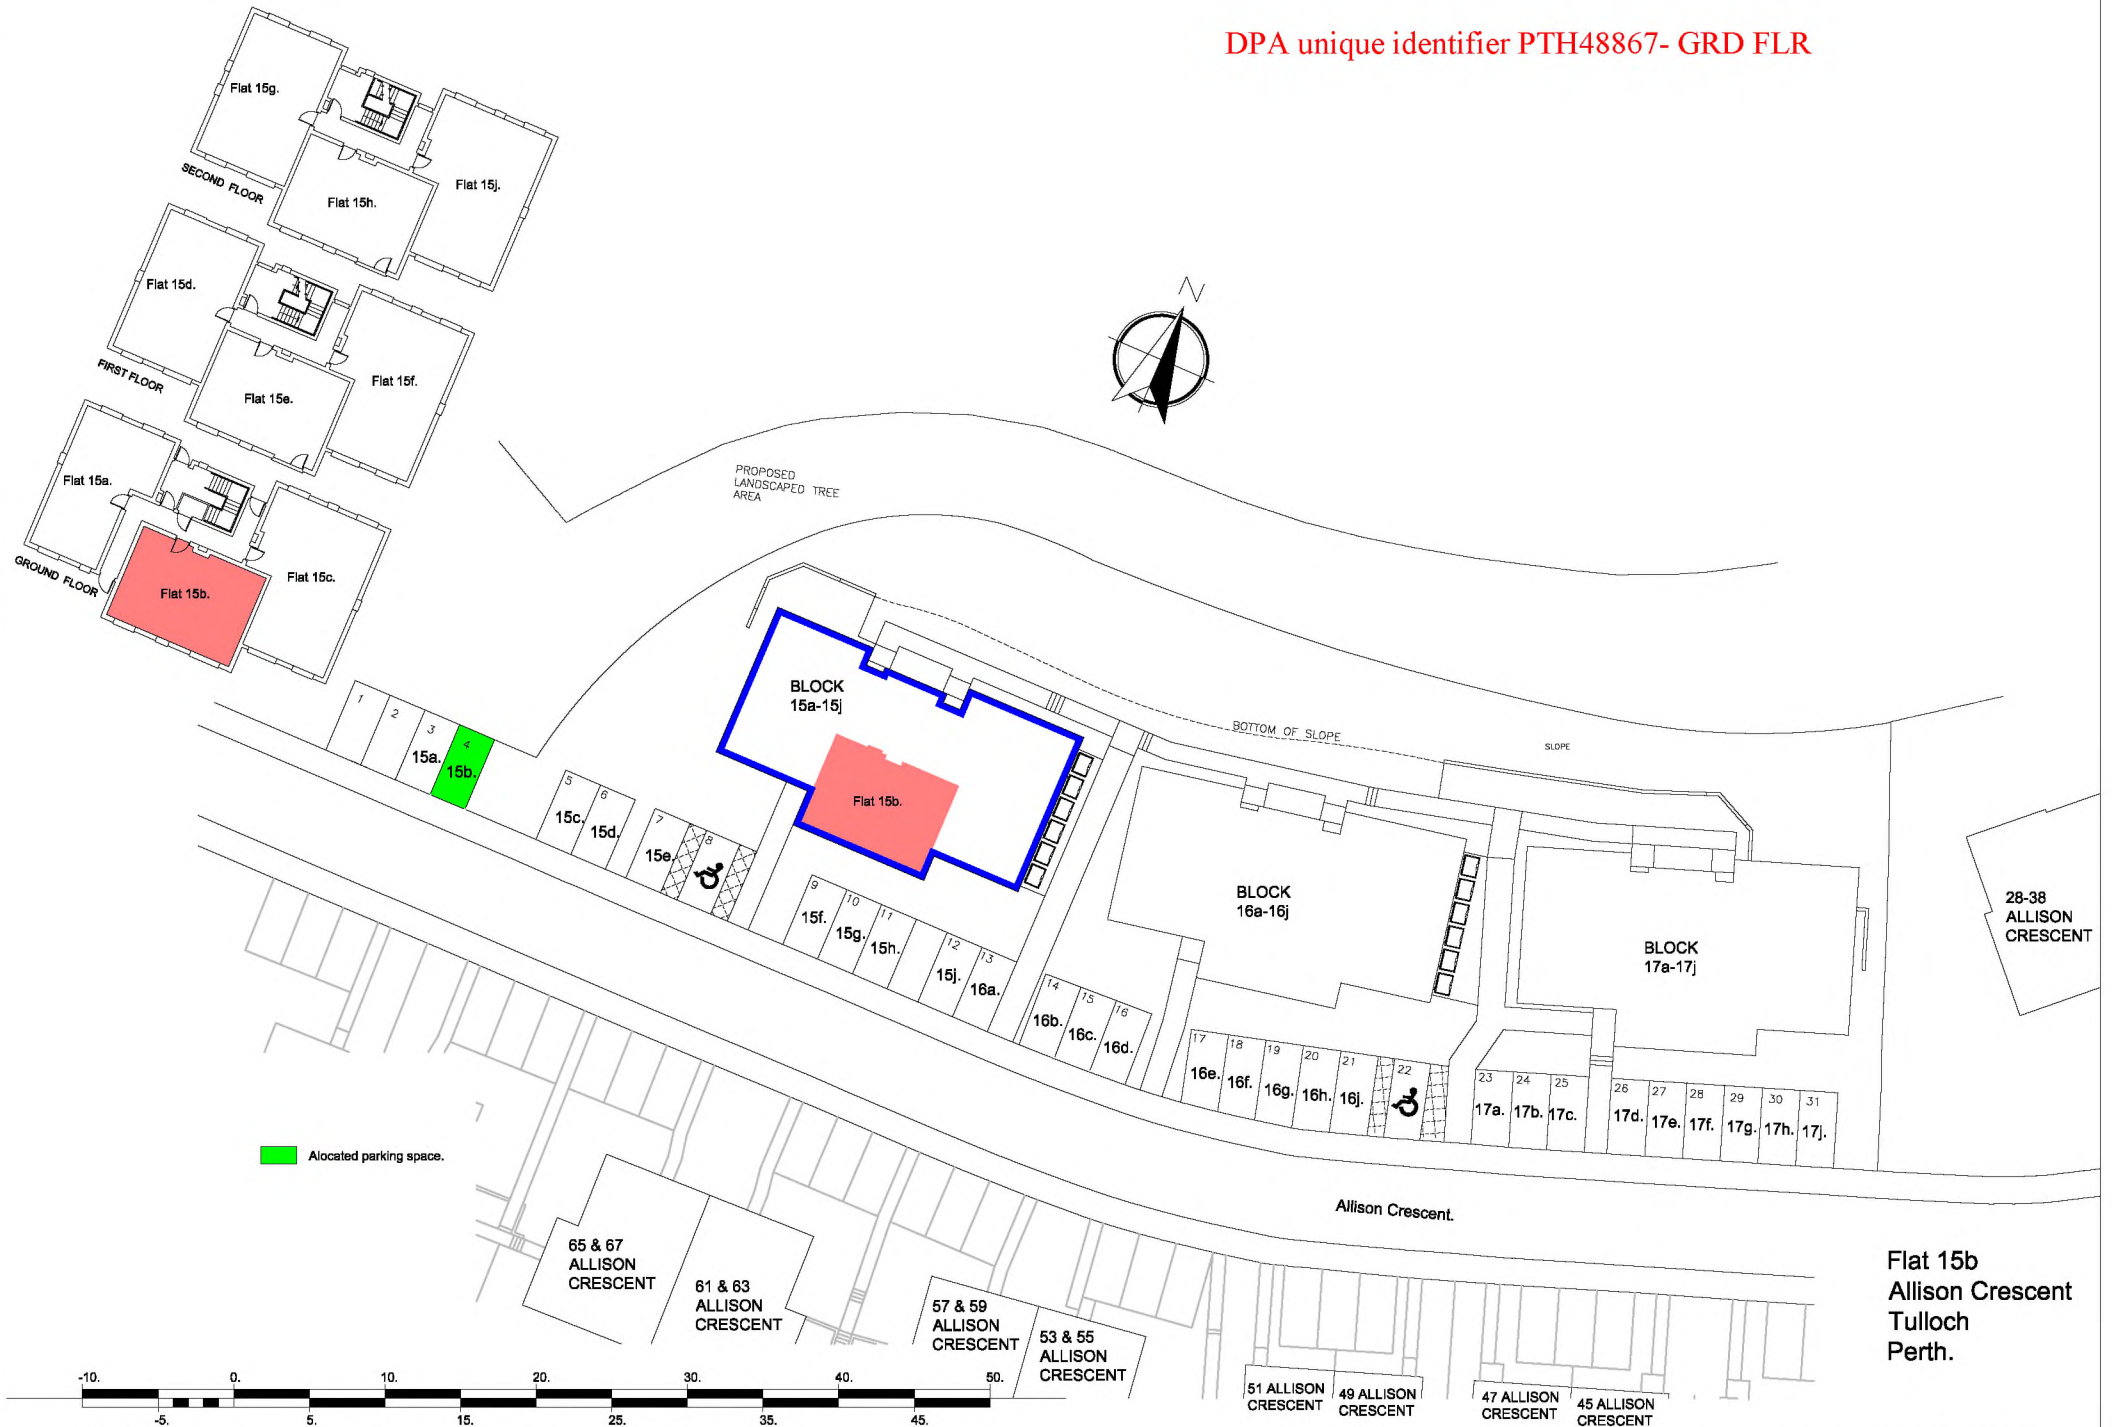 DPA unique identifier PTH48867- GRD FLR
Flat 15g.
Flat 15j.
Flat 15h.
SECOND FLOOR
Flat 15d.
Flat 15f.
Flat 15e.
FIRST FLOOR
Flat 15a.
Flat 15c.
Flat 15b.
GROUND FLOOR
N
PROPOSED
LANDSCAPED TREE
AREA
BLOCK
15a-15j
Flat 15b.
BOTTOM OF SLOPE
SLOPE
BLOCK
16a-16j
BLOCK
17a-17j
28-38
ALLISON
CRESCENT
1
2
3
15a.
4
15b.
5
15c.
6
15d.
7
15e.
8
9
15f.
10
15g.
11
15h.
12
15j.
13
16a.
14
16b.
15
16c.
16
16d.
17
16e.
18
16f.
19
16g.
20
16h.
21
16j.
22
23
17a.
24
17b.
25
17c.
26
17d.
27
17e.
28
17f.
29
17g.
30
17h.
31
17j.
Alocated parking space.
Allison Crescent.
65 & 67
ALLISON
CRESCENT
61 & 63
ALLISON
CRESCENT
57 & 59
ALLISON
CRESCENT
53 & 55
ALLISON
CRESCENT
51 ALLISON
CRESCENT
49 ALLISON
CRESCENT
47 ALLISON
CRESCENT
45 ALLISON
CRESCENT
Flat 15b
Allison Crescent
Tulloch
Perth.
-10. 0. 10. 20. 30. 40. 50.
-5. 5. 15. 25. 35. 45.